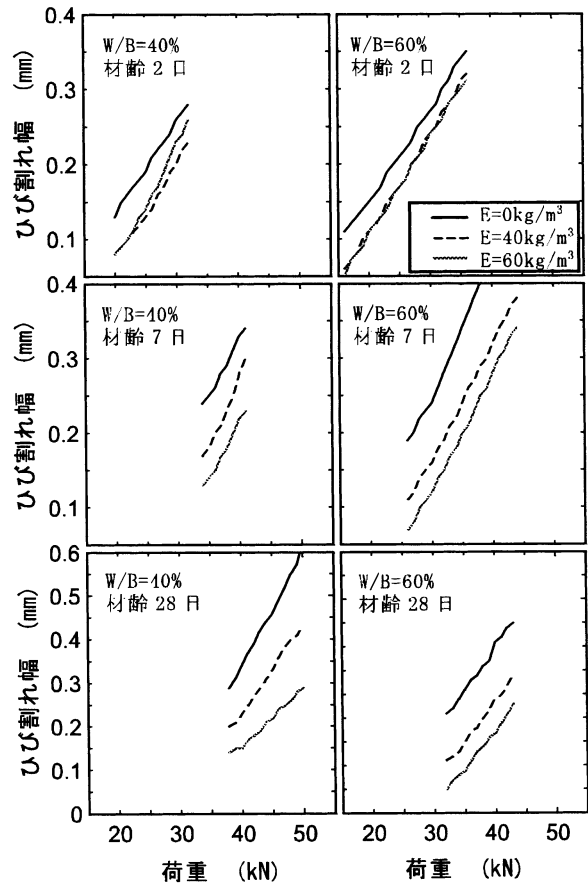 W/B=40%
材齢 2 日
ひび割れ幅 (mm)
0.4
0.3
0.2
0.1
W/B=60%
材齢 2 日
E=0kg/m³
E=40kg/m³
E=60kg/m³
W/B=40%
材齢 7 日
ひび割れ幅 (mm)
0.4
0.3
0.2
0.1
W/B=60%
材齢 7 日
W/B=40%
材齢 28 日
ひび割れ幅 (mm)
0.6
0.5
0.4
0.3
0.2
0.1
0
W/B=60%
材齢 28 日
20 30 40 50
荷重 (kN)
20 30 40 50
荷重 (kN)